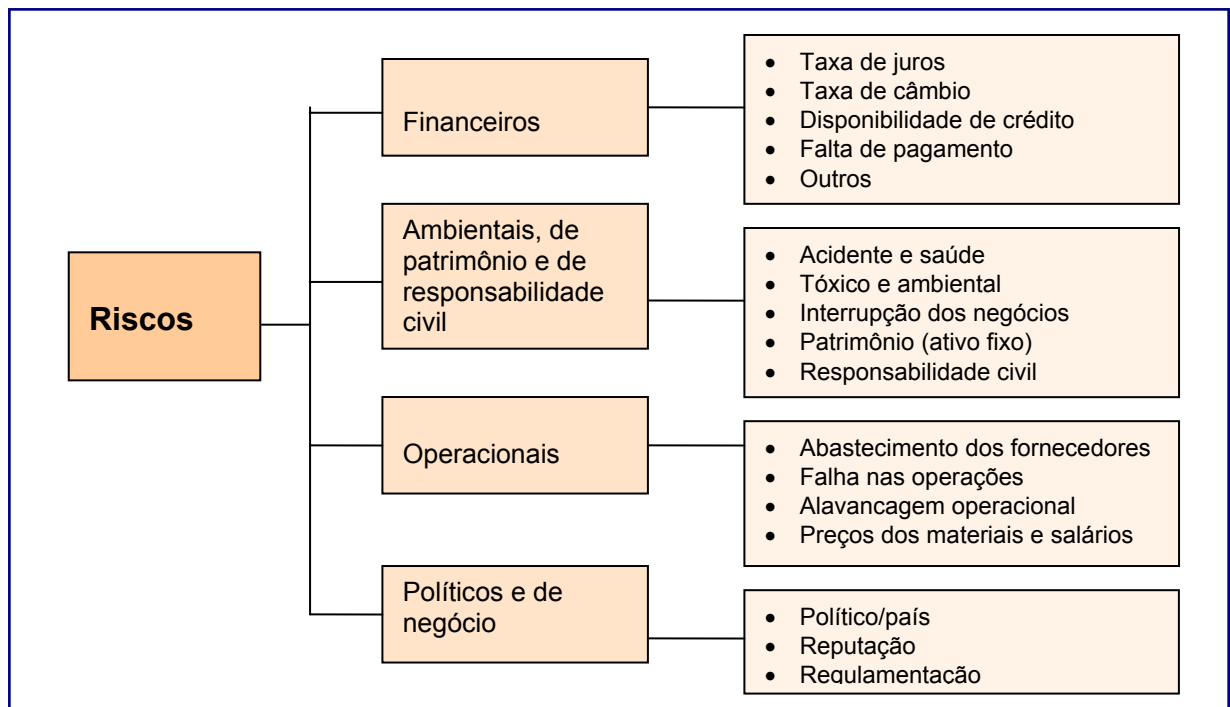 Riscos
Financeiros
• Taxa de juros
• Taxa de câmbio
• Disponibilidade de crédito
• Falta de pagamento
• Outros
Ambientais, de
patrimônio e de
responsabilidade
civil
• Acidente e saúde
• Tóxico e ambiental
• Interrupção dos negócios
• Patrimônio (ativo fixo)
• Responsabilidade civil
Operacionais
• Abastecimento dos fornecedores
• Falha nas operações
• Alavancagem operacional
• Preços dos materiais e salários
Políticos e de
negócio
• Político/país
• Reputação
• Regulamentação